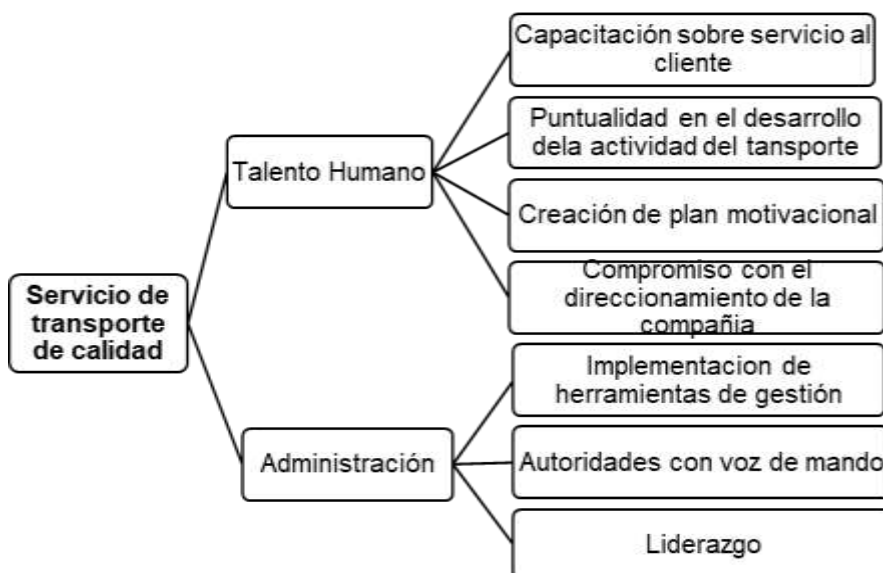 Capacitación sobre servicio al
cliente
Puntualidad en el desarrollo
dela actividad del tansporte
Talento Humano
Creación de plan motivacional
Compromiso con el
direccionamiento de la
compañia
Servicio de
transporte
de calidad
Implementacion de
herramientas de gestión
Administración
Autoridades con voz de mando
Liderazgo